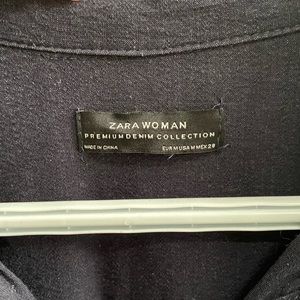 ZARA WOMAN
PREMIUM DENIM COLLECTION
MADE IN CHINA EUR M USA M MEX 28